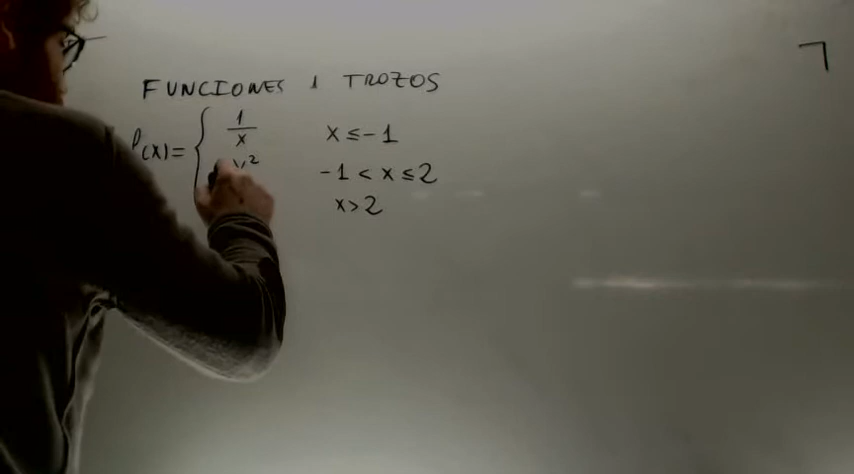 FUNCIONES A TROZOS
f(x)= { 1/x x ≤ -1
x² -1 < x ≤ 2
x > 2